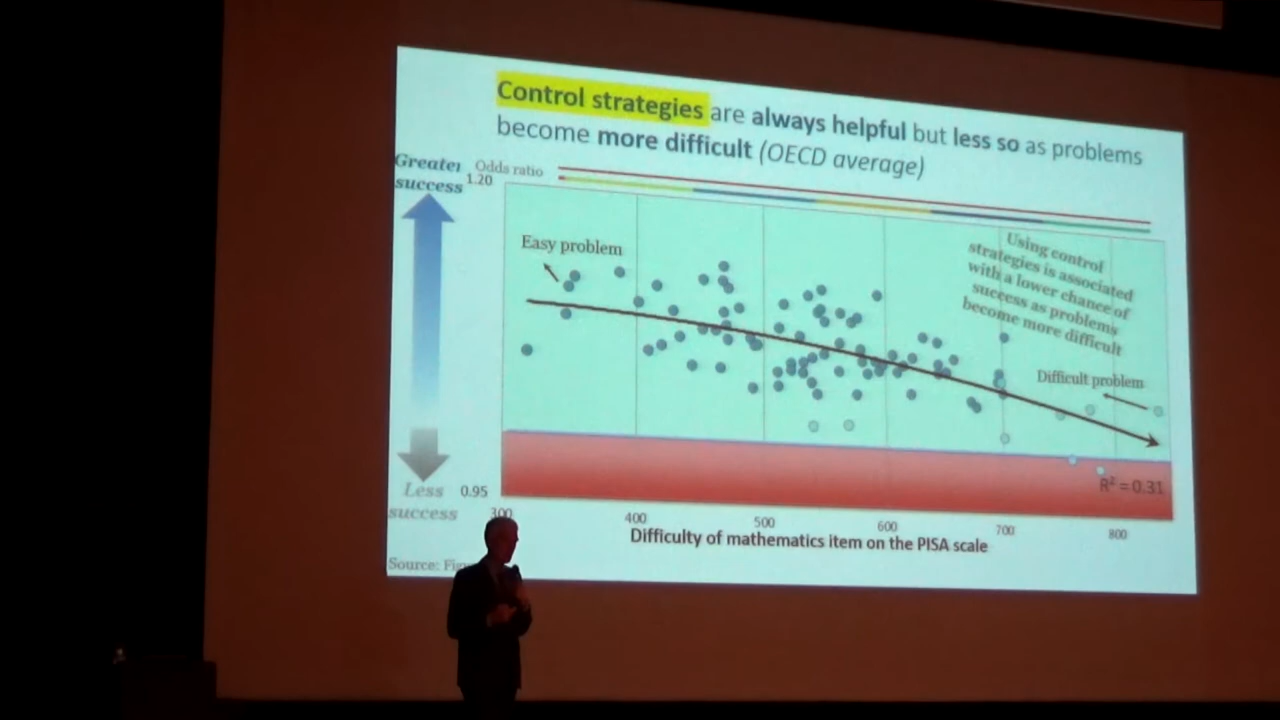 Control strategies are always helpful but less so as problems
become more difficult (OECD average)
Greater
success
Odds ratio
1.20
Easy problem
Using control
strategies is associated
with a lower chance of
success as problems
become more difficult
Difficult problem
R² = 0.31
Less
success
0.95
300
400
500
600
700
800
Difficulty of mathematics item on the PISA scale
Source: